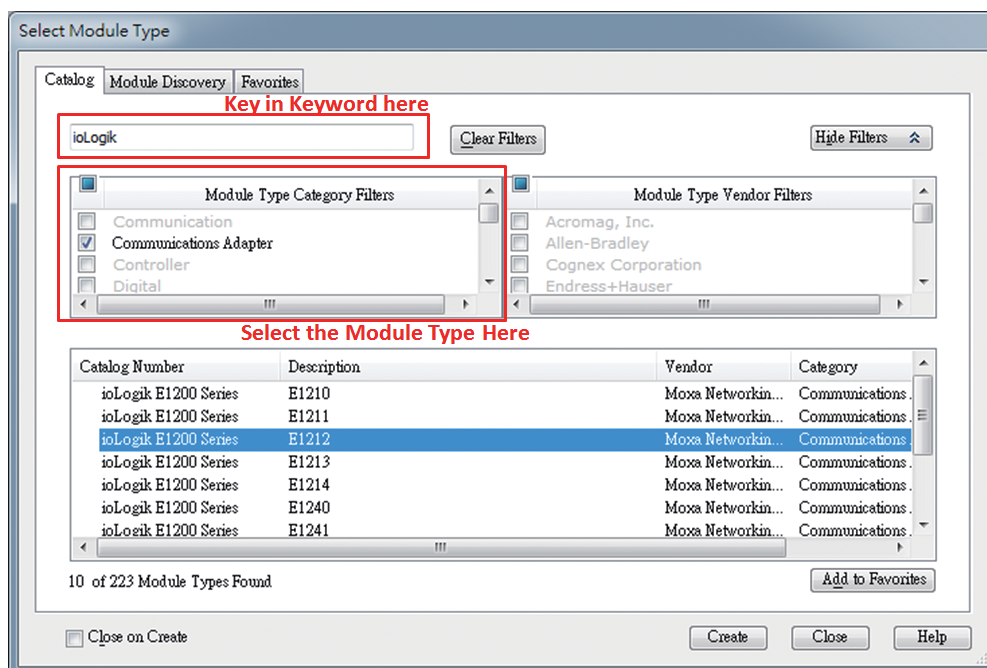 Select Module Type
Catalog Module Discovery Favorites
Key in Keyword here
ioLogik Clear Filters Hide Filters
Module Type Category Filters Module Type Vendor Filters
Communication Acromag, Inc.
Communications Adapter Allen-Bradley
Controller Cognex Corporation
Digital Endress+Hauser
Select the Module Type Here
Catalog Number Description Vendor Category
ioLogik E1200 Series E1210 Moxa Networkin... Communications.
ioLogik E1200 Series E1211 Moxa Networkin... Communications.
ioLogik E1200 Series E1212 Moxa Networkin... Communications.
ioLogik E1200 Series E1213 Moxa Networkin... Communications.
ioLogik E1200 Series E1214 Moxa Networkin... Communications.
ioLogik E1200 Series E1240 Moxa Networkin... Communications.
ioLogik E1200 Series E1241 Moxa Networkin... Communications.
10 of 223 Module Types Found Add to Favorites
Close on Create Create Close Help